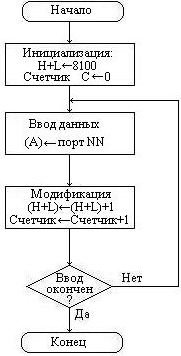 Начало
Инициализация:
H+L←8100
Счетчик C←0
Ввод данных
(A)←порт NN
Модификация
(H+L)←(H+L)+1
Счетчик←Счетчик+1
Ввод
окончен
?
Нет
Да
Конец